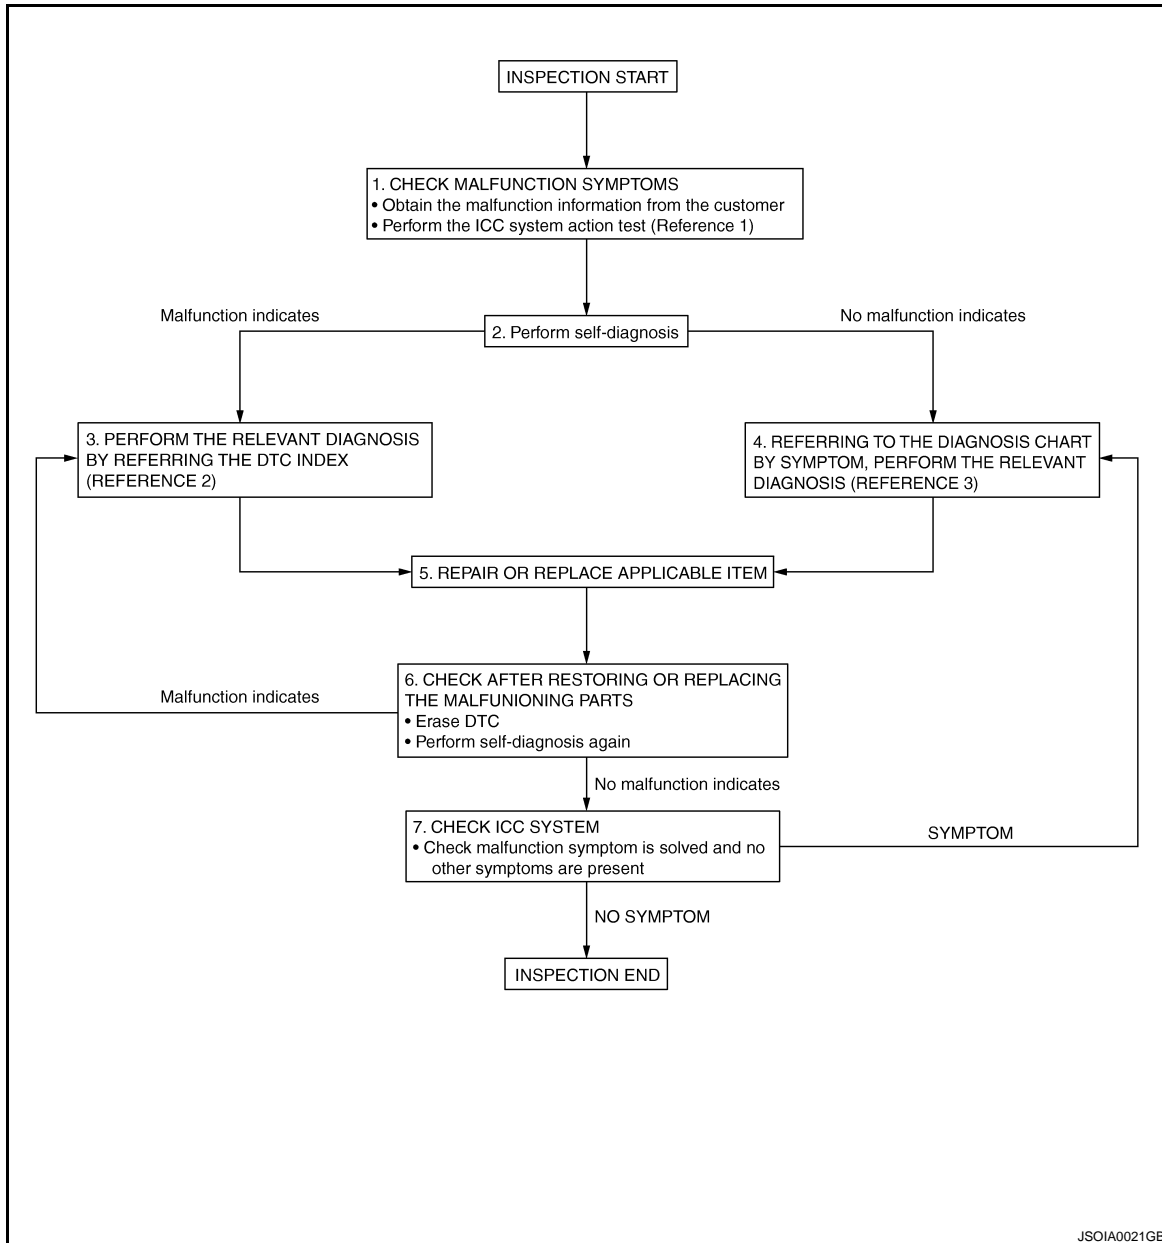 INSPECTION START
1. CHECK MALFUNCTION SYMPTOMS
• Obtain the malfunction information from the customer
• Perform the ICC system action test (Reference 1)
Malfunction indicates
2. Perform self-diagnosis
No malfunction indicates
3. PERFORM THE RELEVANT DIAGNOSIS
BY REFERRING THE DTC INDEX
(REFERENCE 2)
4. REFERRING TO THE DIAGNOSIS CHART
BY SYMPTOM, PERFORM THE RELEVANT
DIAGNOSIS (REFERENCE 3)
5. REPAIR OR REPLACE APPLICABLE ITEM
Malfunction indicates
6. CHECK AFTER RESTORING OR REPLACING
THE MALFUNIONING PARTS
• Erase DTC
• Perform self-diagnosis again
No malfunction indicates
7. CHECK ICC SYSTEM
• Check malfunction symptom is solved and no
other symptoms are present
SYMPTOM
NO SYMPTOM
INSPECTION END
JSOIA0021GB